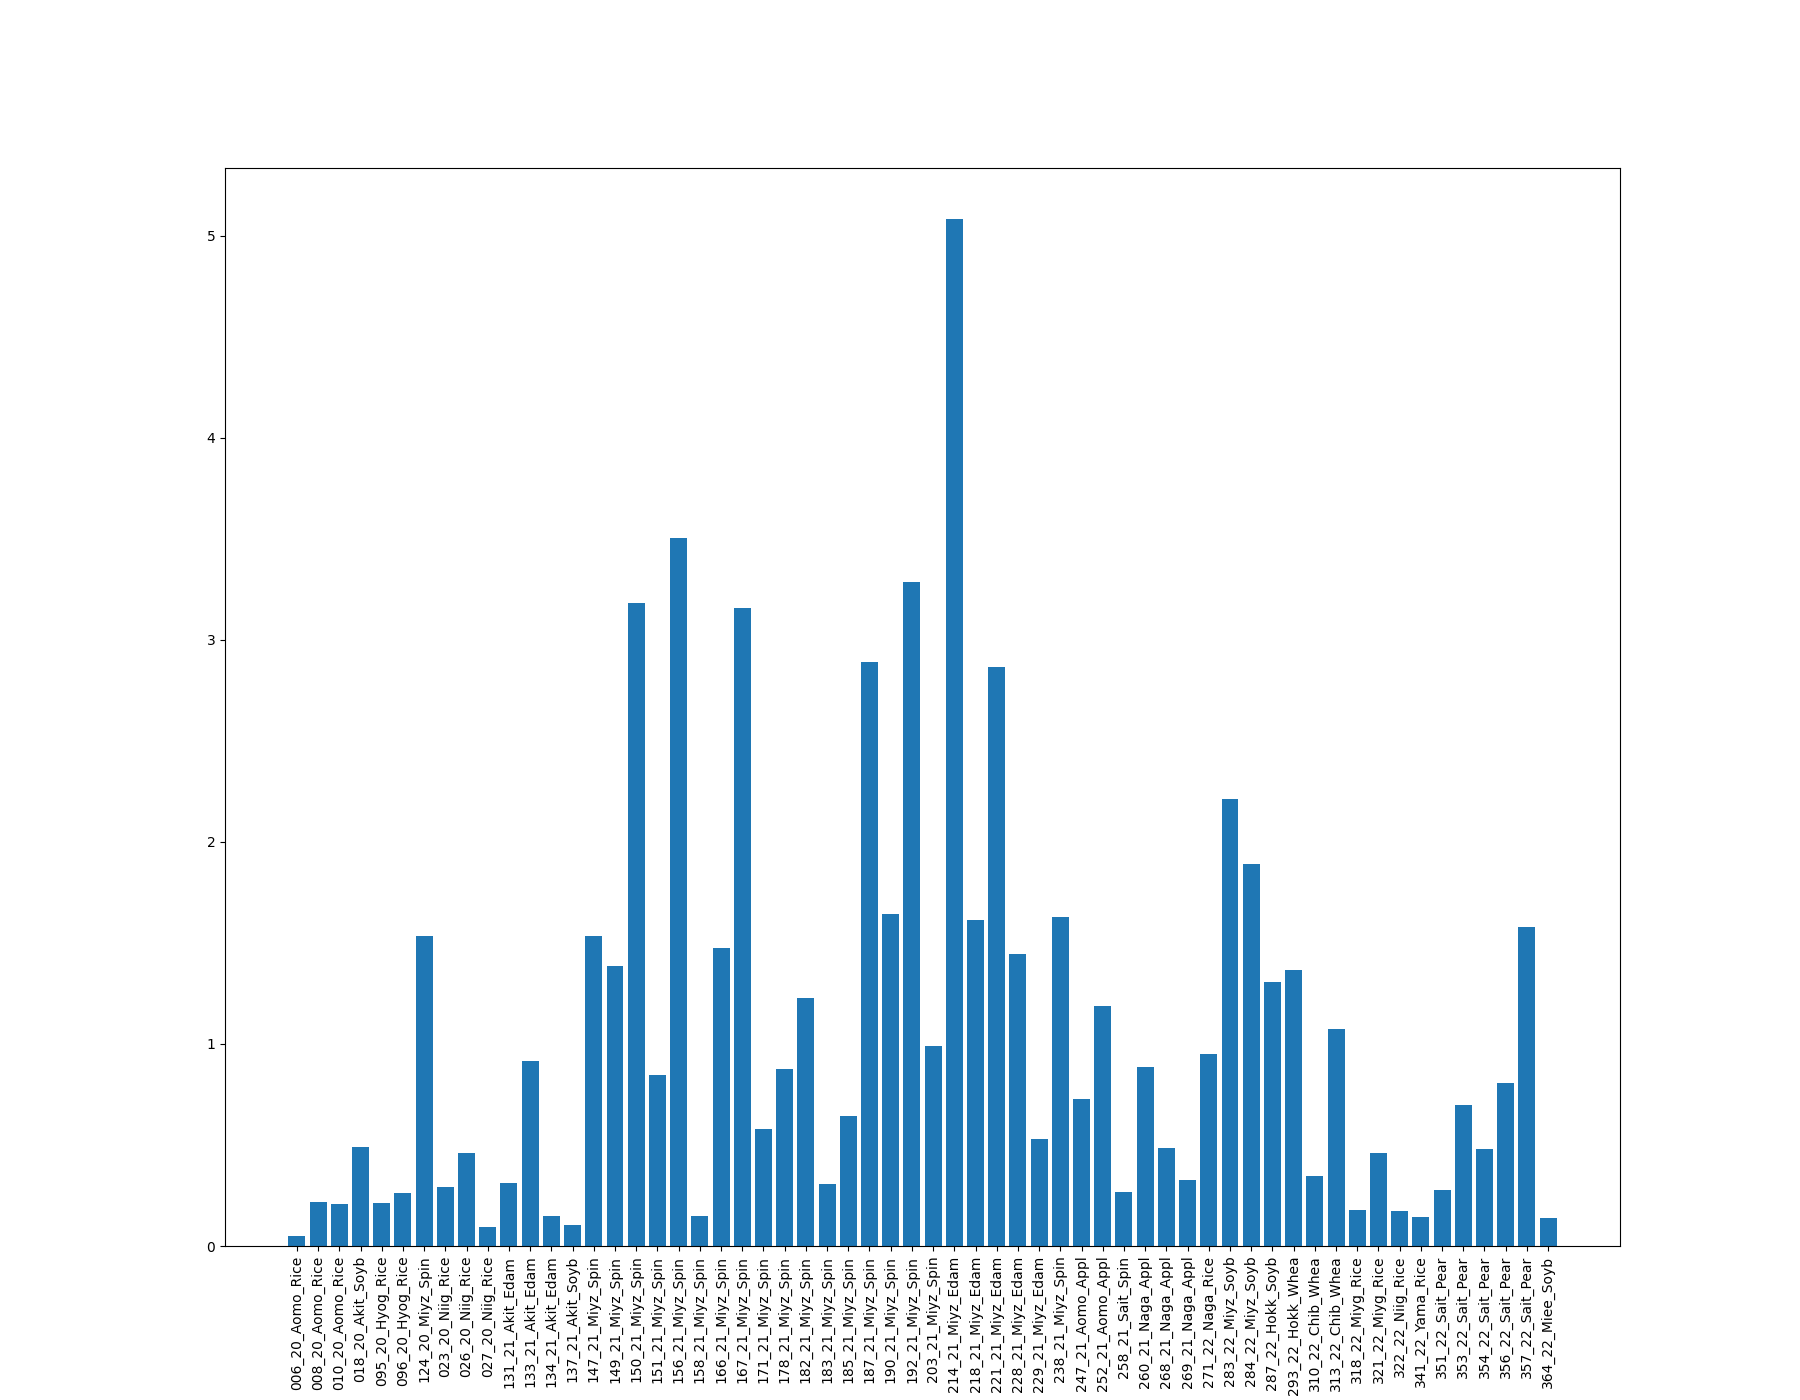 5
4
3
2
1
0
006_20_Aomo_Rice
008_20_Aomo_Rice
010_20_Aomo_Rice
018_20_Akit_Soyb
095_20_Hyog_Rice
096_20_Hyog_Rice
124_20_Miyz_Spin
023_20_Niig_Rice
026_20_Niig_Rice
027_20_Niig_Rice
131_21_Akit_Edam
133_21_Akit_Edam
134_21_Akit_Edam
137_21_Akit_Soyb
147_21_Miyz_Spin
149_21_Miyz_Spin
150_21_Miyz_Spin
151_21_Miyz_Spin
156_21_Miyz_Spin
158_21_Miyz_Spin
166_21_Miyz_Spin
167_21_Miyz_Spin
171_21_Miyz_Spin
178_21_Miyz_Spin
182_21_Miyz_Spin
183_21_Miyz_Spin
185_21_Miyz_Spin
187_21_Miyz_Spin
190_21_Miyz_Spin
192_21_Miyz_Spin
203_21_Miyz_Spin
214_21_Miyz_Edam
218_21_Miyz_Edam
221_21_Miyz_Edam
228_21_Miyz_Edam
229_21_Miyz_Edam
238_21_Miyz_Spin
247_21_Aomo_Appl
252_21_Aomo_Appl
258_21_Sait_Spin
260_21_Naga_Appl
268_21_Naga_Appl
269_21_Naga_Appl
271_22_Naga_Rice
283_22_Miyz_Soyb
284_22_Miyz_Soyb
287_22_Hokk_Soyb
293_22_Hokk_Whea
310_22_Chib_Whea
313_22_Chib_Whea
318_22_Miyg_Rice
321_22_Miyg_Rice
322_22_Niig_Rice
341_22_Yama_Rice
351_22_Sait_Pear
353_22_Sait_Pear
354_22_Sait_Pear
356_22_Sait_Pear
357_22_Sait_Pear
364_22_Miee_Soyb